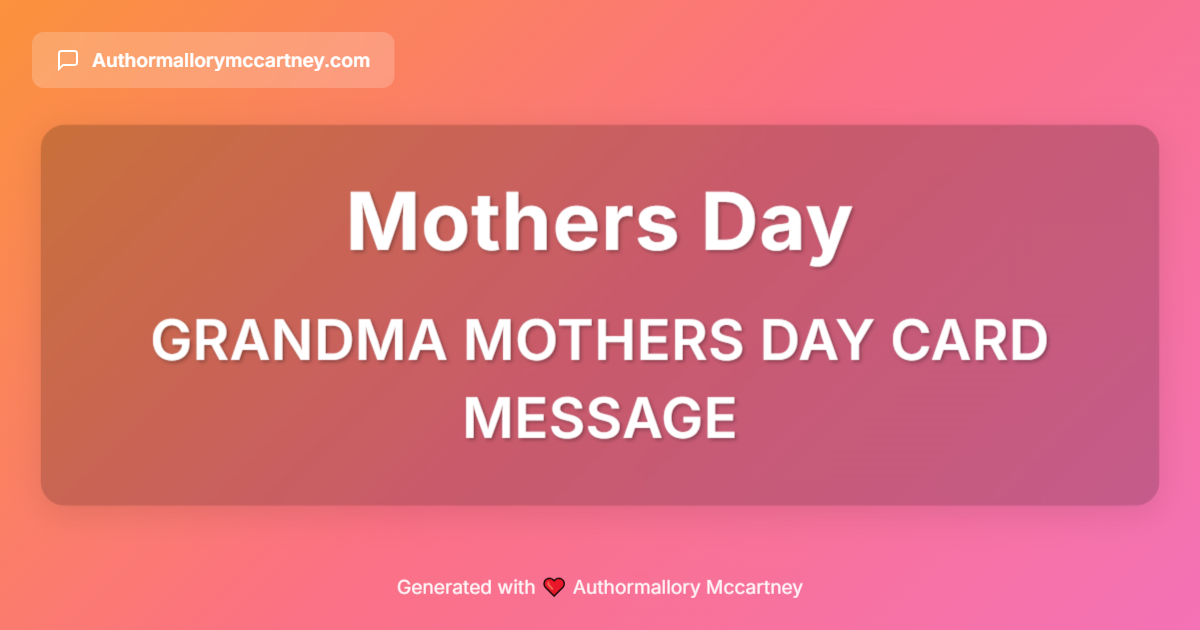 Authormallorymccartney.com
Mothers Day
GRANDMA MOTHERS DAY CARD
MESSAGE
Generated with ❤️ Authormallory Mccartney